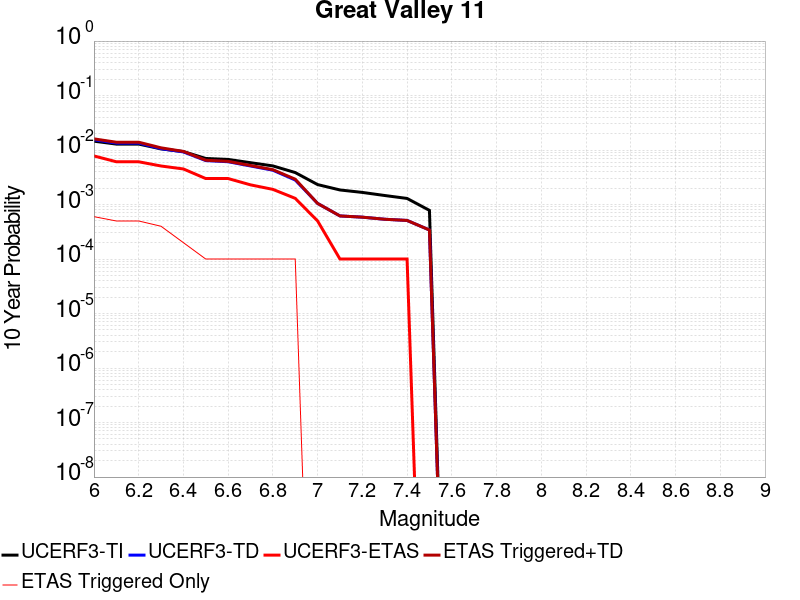 Great Valley 11
10 0
10 -1
10 -2
10 -3
10 -4
10 -5
10 -6
10 -7
10 -8
10 Year Probability
6 6.2 6.4 6.6 6.8 7 7.2 7.4 7.6 7.8 8 8.2 8.4 8.6 8.8 9
Magnitude
UCERF3-TI UCERF3-TD UCERF3-ETAS ETAS Triggered+TD
ETAS Triggered Only